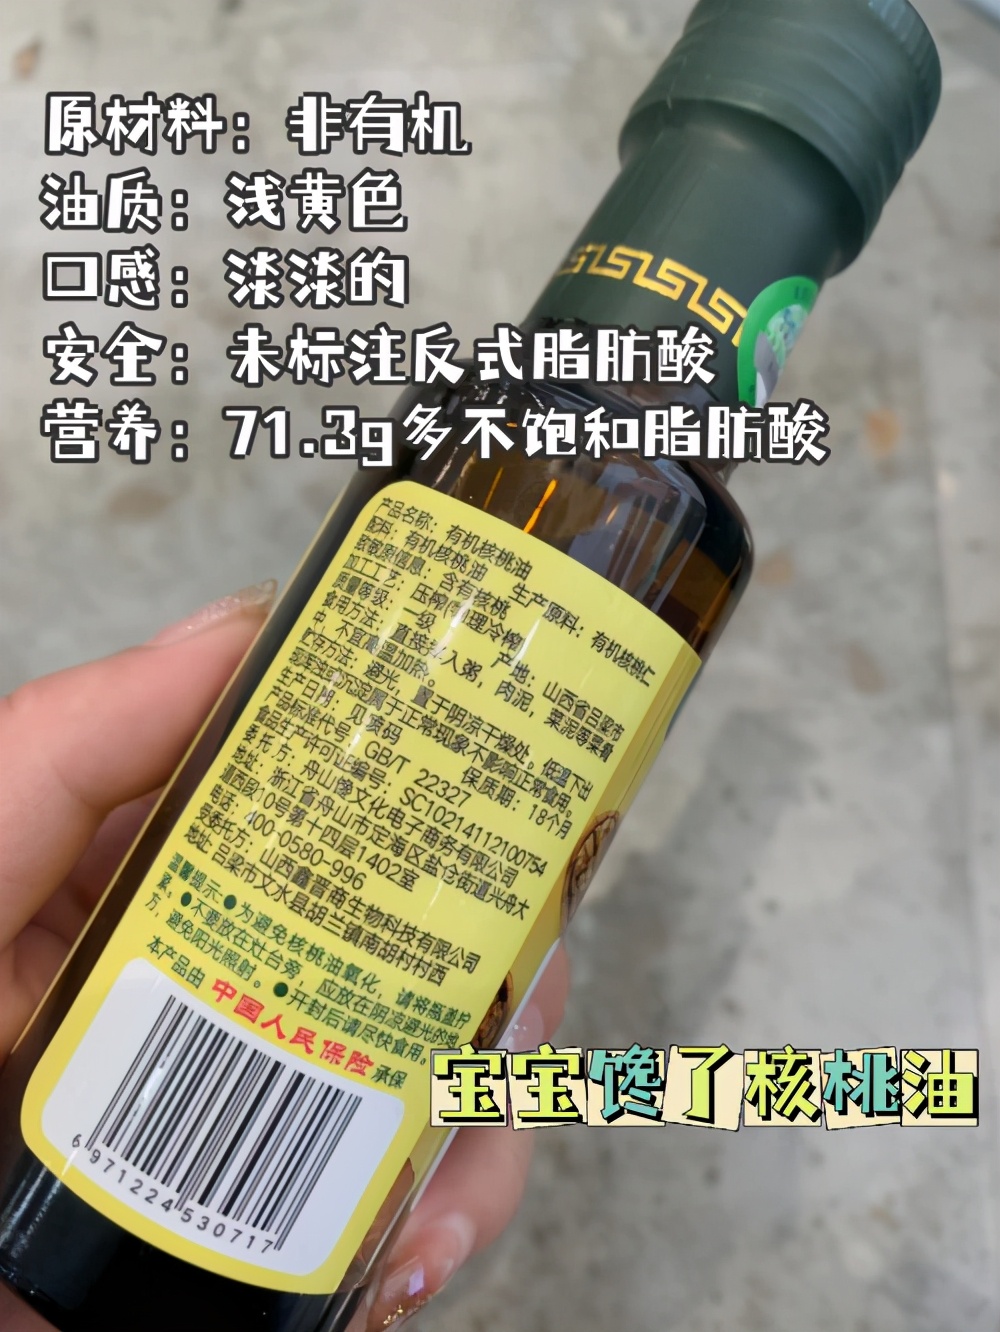 原材料：非有机
油质：浅黄色
口感：淡淡的
安全：未标注反式脂肪酸
营养：71.3g多不饱和脂肪酸
产品名称：有机核桃油
配料：有机核桃油 生产原料：有机核桃仁
致敏原信息：含有核桃
加工工艺：压榨(物理冷榨) 产地：山西省吕梁市
质量等级：一级
食用方法：直接加入粥，肉泥，菜泥等菜肴
中，不宜高温加热。
贮存方法：避光，置于阴凉干燥处。低温下出
现絮浊或沉淀属于正常现象不影响正常食用。
生产日期：见喷码 保质期：18个月
产品标准代号：GB/T 22327
食品生产许可证编号：SC10214112100754
委托方：舟山馋文化电子商务有限公司
地址：浙江省舟山市定海区盐仓街道兴舟大
道西段10号第十四层1402室
电话：400-0580-996
受委托方：山西鑫晋商生物科技有限公司
地址：吕梁市文水县胡兰镇南胡村村西
温馨提示：●为避免核桃油氧化，请将瓶盖拧
紧。●不要放在灶台旁，应放在阴凉避光的地
方，避免阳光照射。●开封后请尽快食用。
本产品由中国人民保险承保
6 971224 530717
宝宝馋了核桃油